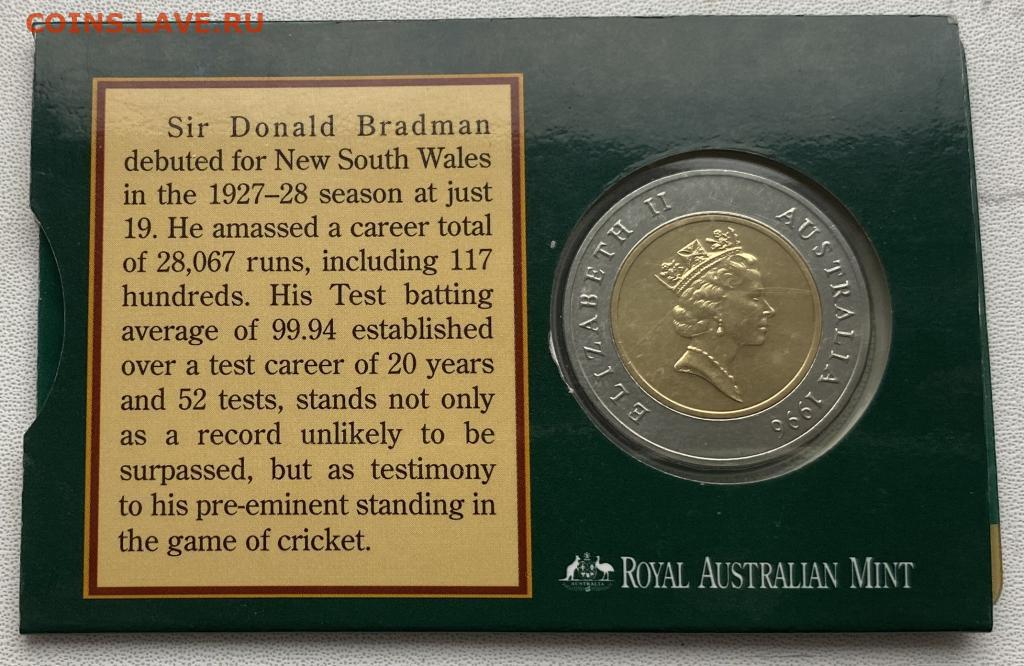 COINS.LAVE.RU
Sir Donald Bradman
debuted for New South Wales
in the 1927–28 season at just
19. He amassed a career total
of 28,067 runs, including 117
hundreds. His Test batting
average of 99.94 established
over a test career of 20 years
and 52 tests, stands not only
as a record unlikely to be
surpassed, but as testimony
to his pre-eminent standing in
the game of cricket.
ELIZABETH II AUSTRALIA 1996
AUSTRALIA
ROYAL AUSTRALIAN MINT